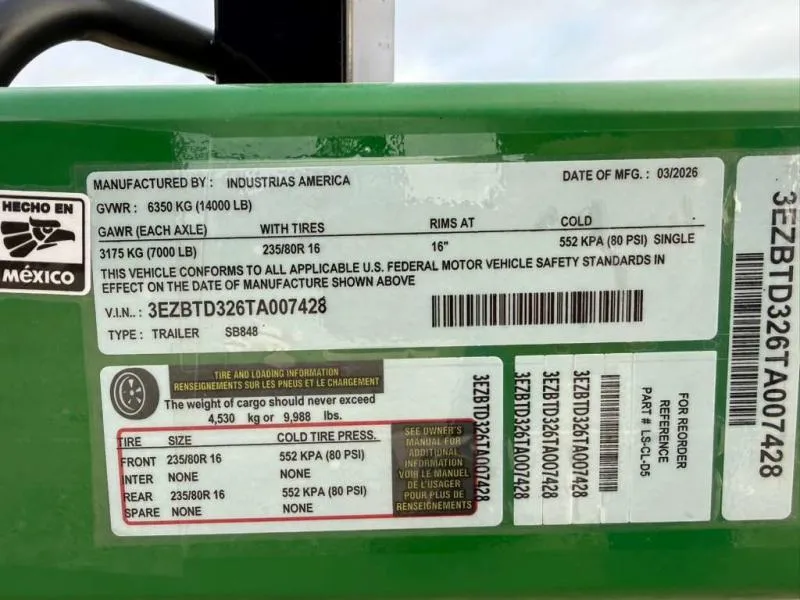 HECHO EN
MÉXICO
MANUFACTURED BY : INDUSTRIAS AMERICA
DATE OF MFG. : 03/2026
GVWR : 6350 KG (14000 LB)
GAWR (EACH AXLE) WITH TIRES RIMS AT COLD
3175 KG (7000 LB) 235/80R 16 16" 552 KPA (80 PSI) SINGLE
THIS VEHICLE CONFORMS TO ALL APPLICABLE U.S. FEDERAL MOTOR VEHICLE SAFETY STANDARDS IN
EFFECT ON THE DATE OF MANUFACTURE SHOWN ABOVE
V.I.N.. : 3EZBTD326TA007428
TYPE : TRAILER SB848
TIRE AND LOADING INFORMATION
RENSEIGNEMENTS SUR LES PNEUS ET LE CHARGEMENT
The weight of cargo should never exceed
4,530 kg or 9,988 lbs.
TIRE SIZE COLD TIRE PRESS.
FRONT 235/80R 16 552 KPA (80 PSI)
INTER NONE NONE
REAR 235/80R 16 552 KPA (80 PSI)
SPARE NONE NONE
SEE OWNER'S
MANUAL FOR
ADDITIONAL
INFORMATION
VOIR LE MANUEL
DE L'USAGER
POUR PLUS DE
RENSEIGNEMENTS
3EZBTD326TA007428
3EZBTD326TA007428
3EZBTD326TA007428
3EZBTD326TA007428
FOR REORDER
REFERENCE
PART # LS-CL-D5
3EZBTD326TA007428